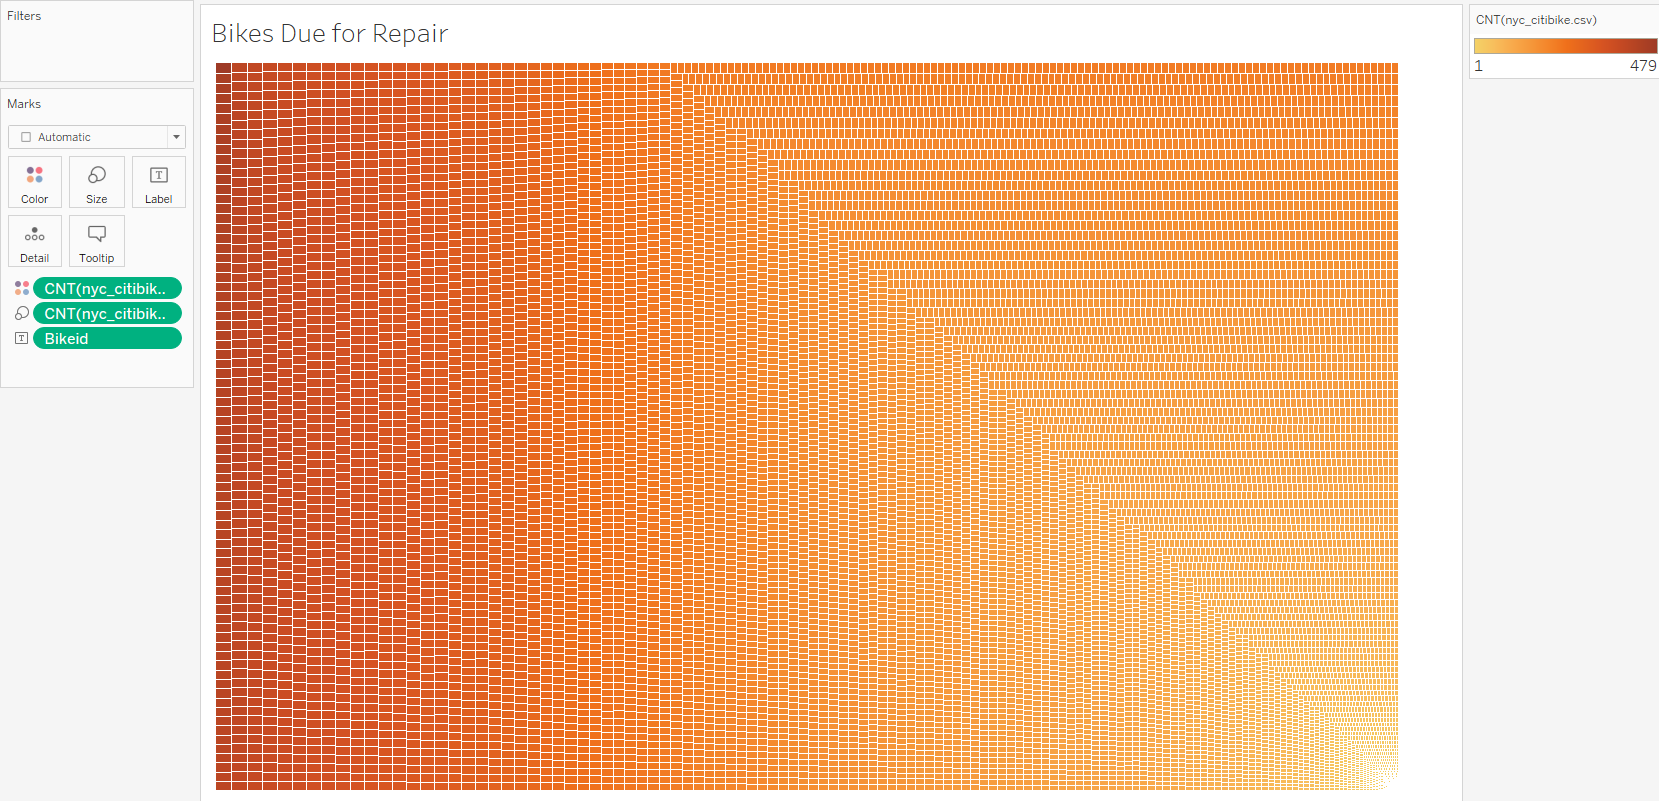 Filters
Marks
Automatic
Color
Size
Label
Detail
Tooltip
CNT(nyc_citibik..
CNT(nyc_citibik..
Bikeid
Bikes Due for Repair
CNT(nyc_citibike.csv)
1
479